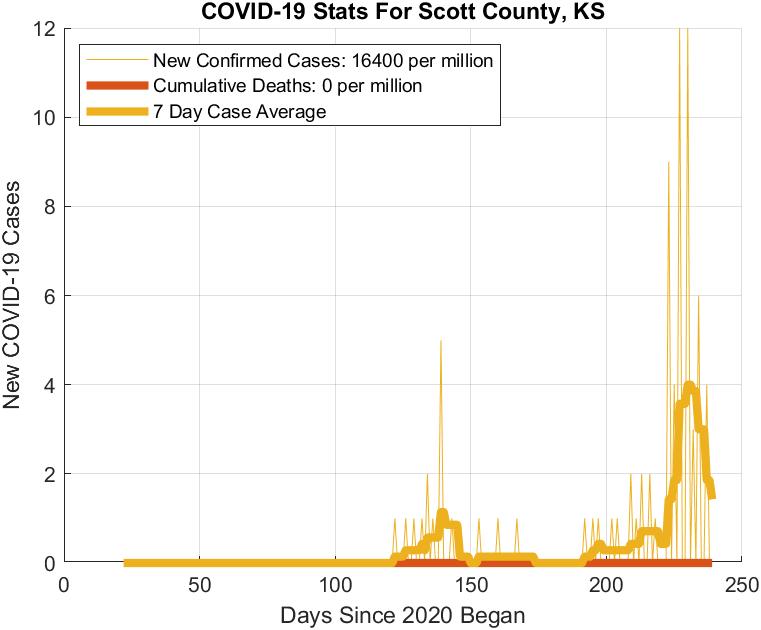 COVID-19 Stats For Scott County, KS
New Confirmed Cases: 16400 per million
Cumulative Deaths: 0 per million
7 Day Case Average
New COVID-19 Cases
12
10
8
6
4
2
0
0 50 100 150 200 250
Days Since 2020 Began